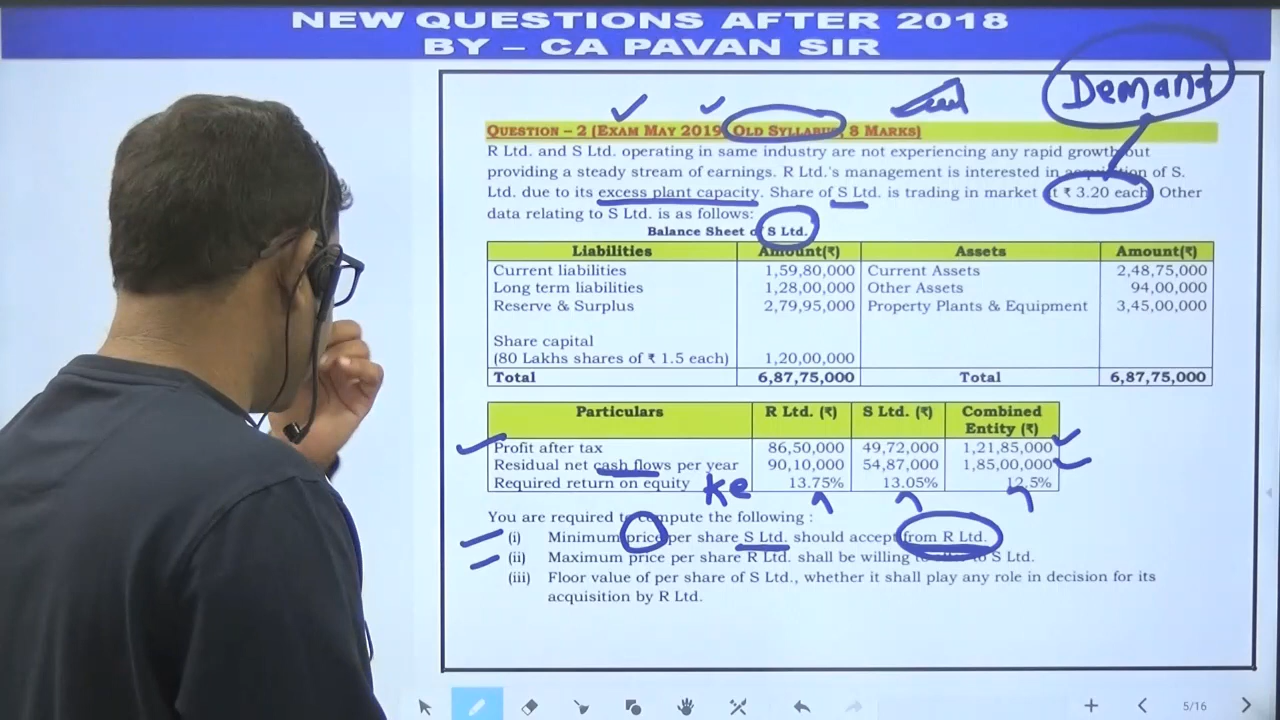 NEW QUESTIONS AFTER 2018
BY – CA PAVAN SIR
Demand
QUESTION – 2 (EXAM MAY 2019, OLD SYLLABUS, 8 MARKS)
R Ltd. and S Ltd. operating in same industry are not experiencing any rapid growth but
providing a steady stream of earnings. R Ltd.'s management is interested in acquisition of S.
Ltd. due to its excess plant capacity. Share of S Ltd. is trading in market at ₹ 3.20 each. Other
data relating to S Ltd. is as follows:
Balance Sheet of S Ltd.
Liabilities Amount(₹) Assets Amount(₹)
Current liabilities 1,59,80,000 Current Assets 2,48,75,000
Long term liabilities 1,28,00,000 Other Assets 94,00,000
Reserve & Surplus 2,79,95,000 Property Plants & Equipment 3,45,00,000
Share capital
(80 Lakhs shares of ₹ 1.5 each) 1,20,00,000
Total 6,87,75,000 Total 6,87,75,000
Particulars R Ltd. (₹) S Ltd. (₹) Combined
Entity (₹)
Profit after tax 86,50,000 49,72,000 1,21,85,000
Residual net cash flows per year 90,10,000 54,87,000 1,85,00,000
Required return on equity ke 13.75% 13.05% 12.5%
You are required to compute the following :
(i) Minimum price per share S Ltd. should accept from R Ltd.
(ii) Maximum price per share R Ltd. shall be willing to offer to S Ltd.
(iii) Floor value of per share of S Ltd., whether it shall play any role in decision for its
acquisition by R Ltd.
5/16